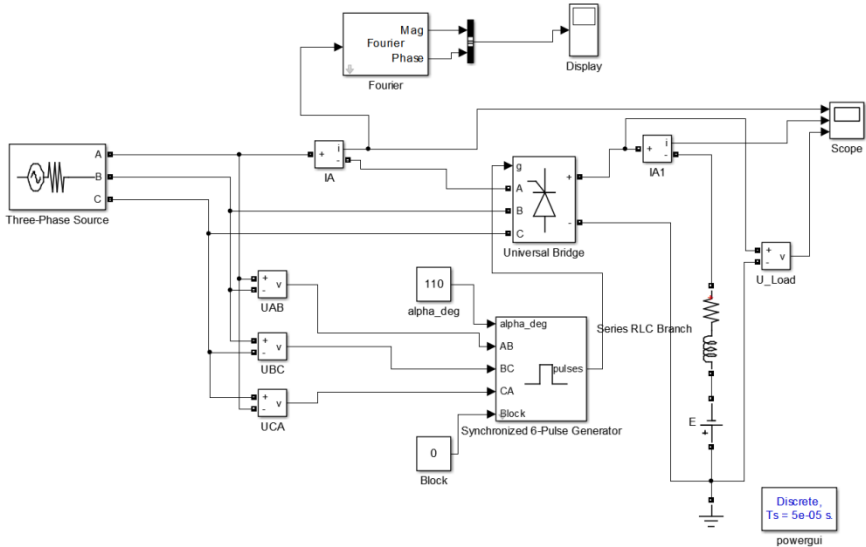 Mag
Fourier
Phase
Fourier
Display
Scope
A
B
C
Three-Phase Source
+
i
-
IA
g
A
B
C
+
-
Universal Bridge
+
i
-
IA1
+
-
v
U_Load
+
-
v
UAB
+
-
v
UBC
+
-
v
UCA
110
alpha_deg
alpha_deg
AB
BC
CA
Block
pulses
Synchronized 6-Pulse Generator
0
Block
Series RLC Branch
E
+
Discrete,
Ts = 5e-05 s.
powergui